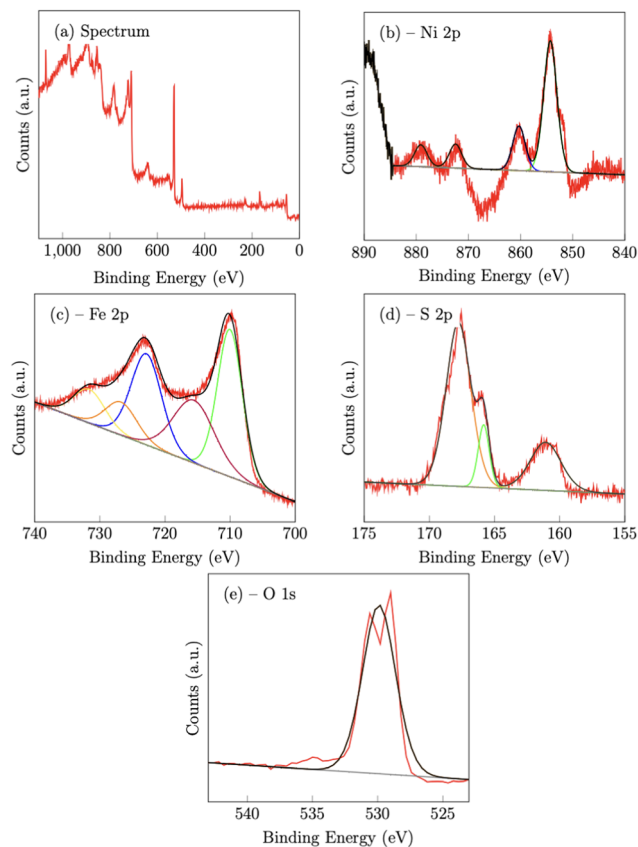 (a) Spectrum
Counts (a.u.)
1,000 800 600 400 200 0
Binding Energy (eV)
(b) – Ni 2p
Counts (a.u.)
890 880 870 860 850 840
Binding Energy (eV)
(c) – Fe 2p
Counts (a.u.)
740 730 720 710 700
Binding Energy (eV)
(d) – S 2p
Counts (a.u.)
175 170 165 160 155
Binding Energy (eV)
(e) – O 1s
Counts (a.u.)
540 535 530 525
Binding Energy (eV)